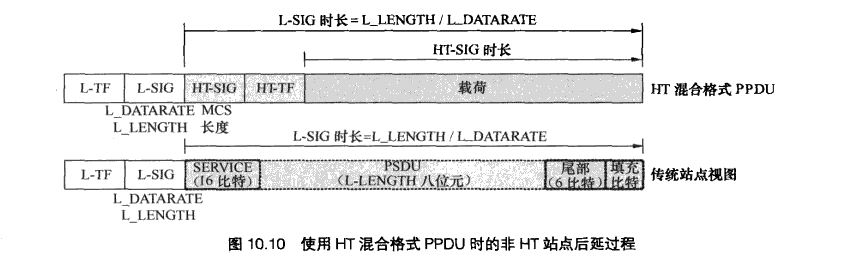 L-SIG 时长 = L_LENGTH / L_DATARATE
HT-SIG 时长
L-TF L-SIG HT-SIG HT-TF 载荷 HT 混合格式 PPDU
L_DATARATE MCS
L_LENGTH 长度
L-SIG 时长=L_LENGTH / L_DATARATE
L-TF L-SIG SERVICE (16 比特) PSDU (L-LENGTH 八位元) 尾部 (6 比特) 填充 比特 传统站点视图
L_DATARATE
L_LENGTH
图 10.10 使用 HT 混合格式 PPDU 时的非 HT 站点后延过程